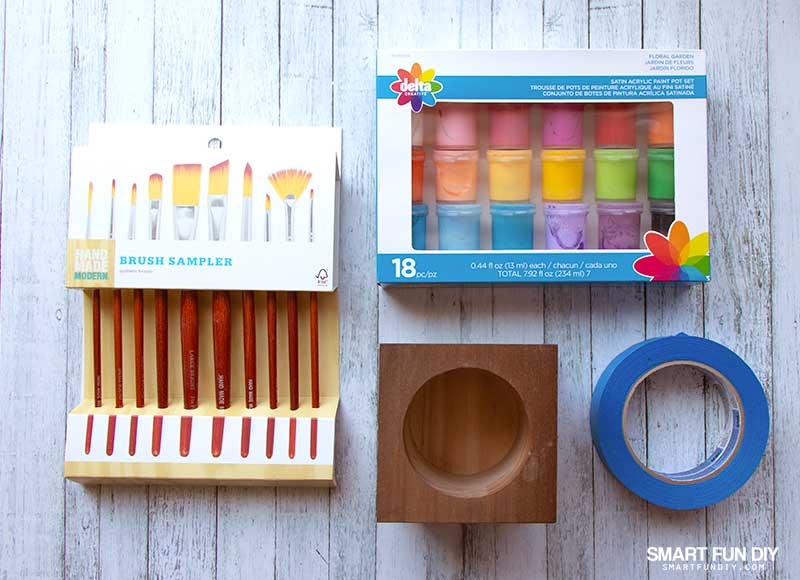 HAND
MADE
MODERN.
BRUSH SAMPLER
FSC
delta
CREATIVE
FLORAL GARDEN
JARDIN DE FLEURS
JARDÍN FLORIDO
SATIN ACRYLIC PAINT POT SET
TROUSSE DE POTS DE PEINTURE ACRYLIQUE AU FINI SATINÉ
CONJUNTO DE BOTES DE PINTURA ACRÍLICA SATINADA
18 pc/pz
0.44 fl oz (13 ml) each / chacun / cada uno
TOTAL 7.92 fl oz (234 ml) 7
SMART FUN DIY
SMARTFUNDIY.COM